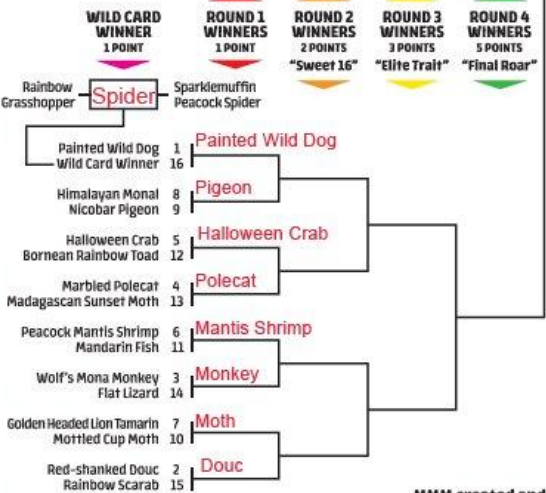 WILD CARD
WINNER
1 POINT
ROUND 1
WINNERS
1 POINT
ROUND 2
WINNERS
2 POINTS
"Sweet 16"
ROUND 3
WINNERS
3 POINTS
"Elite Trait"
ROUND 4
WINNERS
5 POINTS
"Final Roar"
Rainbow
Grasshopper
Spider
Sparklemuffin
Peacock Spider
Painted Wild Dog 1
Wild Card Winner 16
Painted Wild Dog
Himalayan Monal 8
Nicobar Pigeon 9
Pigeon
Halloween Crab 5
Bornean Rainbow Toad 12
Halloween Crab
Marbled Polecat 4
Madagascan Sunset Moth 13
Polecat
Peacock Mantis Shrimp 6
Mandarin Fish 11
Mantis Shrimp
Wolf's Mona Monkey 3
Flat Lizard 14
Monkey
Golden Headed Lion Tamarin 7
Mottled Cup Moth 10
Moth
Red-shanked Douc 2
Rainbow Scarab 15
Douc